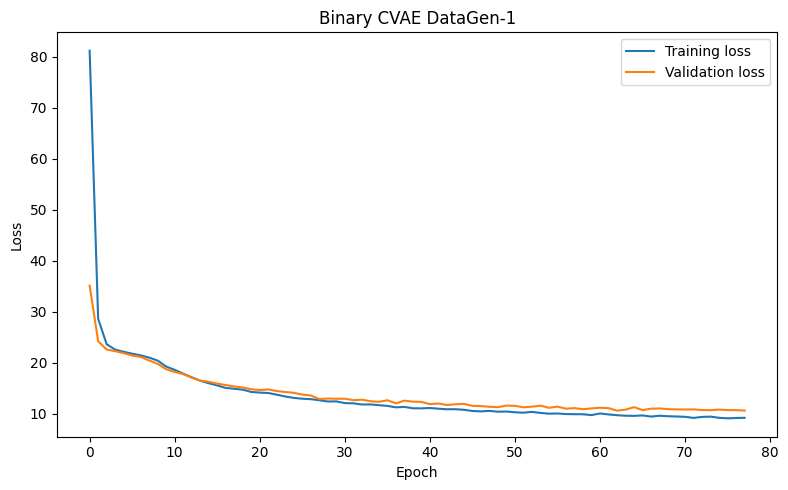 Binary CVAE DataGen-1
Training loss
Validation loss
80
70
60
50
40
30
20
10
Loss
0 10 20 30 40 50 60 70 80
Epoch